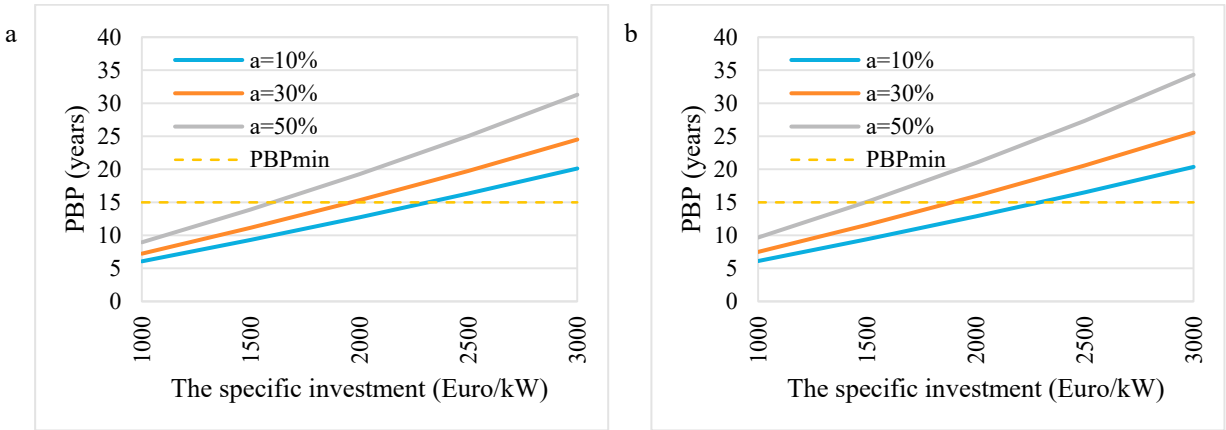 a
40
35
30
25
20
15
10
5
0
PBP (years)
a=10%
a=30%
a=50%
PBPmin
1000
1500
2000
2500
3000
The specific investment (Euro/kW)
b
40
35
30
25
20
15
10
5
0
PBP (years)
a=10%
a=30%
a=50%
PBPmin
1000
1500
2000
2500
3000
The specific investment (Euro/kW)